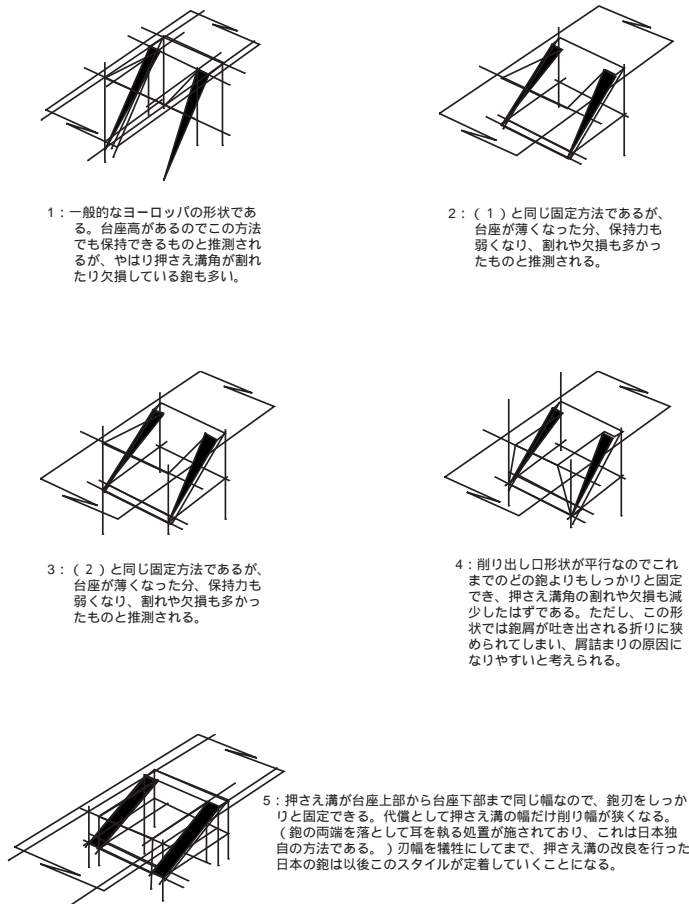 1：一般的なヨーロッパの形状であ
る。台座高があるのでこの方法
でも保持できるものと推測され
るが、やはり押さえ溝角が割れ
たり欠損している鉋も多い。
2：（１）と同じ固定方法であるが、
台座が薄くなった分、保持力も
弱くなり、割れや欠損も多かっ
たものと推測される。
3：（２）と同じ固定方法であるが、
台座が薄くなった分、保持力も
弱くなり、割れや欠損も多かっ
たものと推測される。
4：削り出し口形状が平行なのでこれ
までのどの鉋よりもしっかりと固定
でき、押さえ溝角の割れや欠損も減
少したはずである。ただし、この形
状では鉋屑が吐き出される折りに狭
められてしまい、屑詰まりの原因に
なりやすいと考えられる。
5：押さえ溝が台座上部から台座下部まで同じ幅なので、鉋刃をしっか
りと固定できる。代償として押さえ溝の幅だけ削り幅が狭くなる。
（鉋の両端を落として耳を執る処置が施されており、これは日本独
自の方法である。）刃幅を犠牲にしてまで、押さえ溝の改良を行った
日本の鉋は以後このスタイルが定着していくことになる。